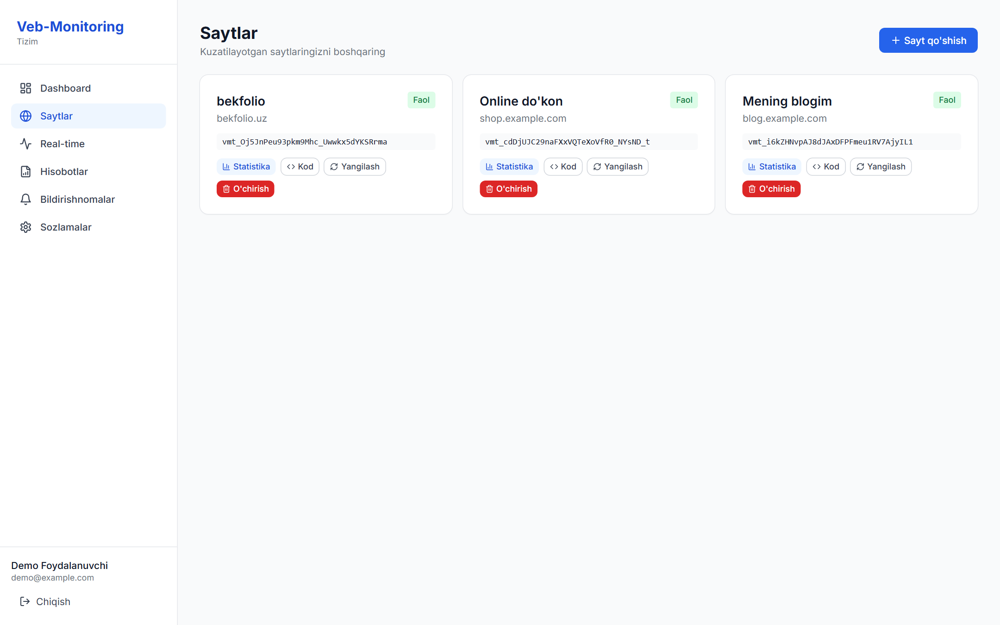 Veb-Monitoring
Tizim
Dashboard
Saytlar
Real-time
Hisobotlar
Bildirishnomalar
Sozlamalar
Demo Foydalanuvchi
demo@example.com
Chiqish
Saytlar
Kuzatilayotgan saytlaringizni boshqaring
Sayt qo'shish
bekfolio
Faol
bekfolio.uz
vmt_Oj5JnPeu93pkm9Mhc_Uwwkx5dYKSRrma
Statistika
Kod
Yangilash
O'chirish
Online do'kon
Faol
shop.example.com
vmt_cdDjUJC29naFXxVQTeXoVfR0_NYsND_t
Statistika
Kod
Yangilash
O'chirish
Mening blogim
Faol
blog.example.com
vmt_i6kZHNvpAJ8dJAxDFPFmeu1RV7AjyIL1
Statistika
Kod
Yangilash
O'chirish